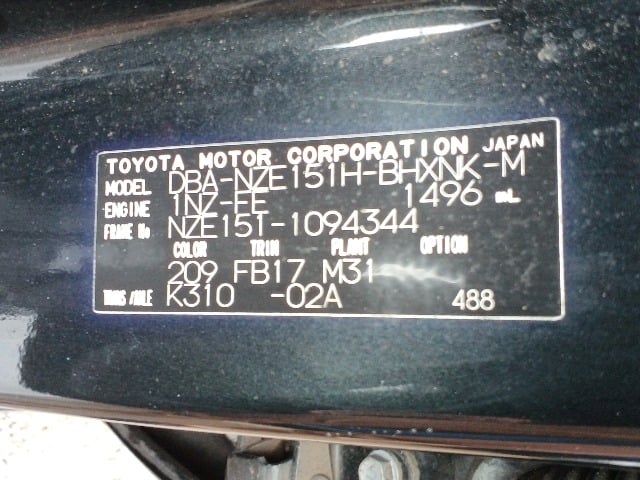 TOYOTA MOTOR CORPORATION JAPAN
MODEL DBA-NZE151H-BHXNK-M
ENGINE 1NZ-FE 1496 mL
FRAME No NZE151-1094344
COLOR TRIM PLANT OPTION
209 FB17 M31
TRANS/AXLE K310 -02A 488